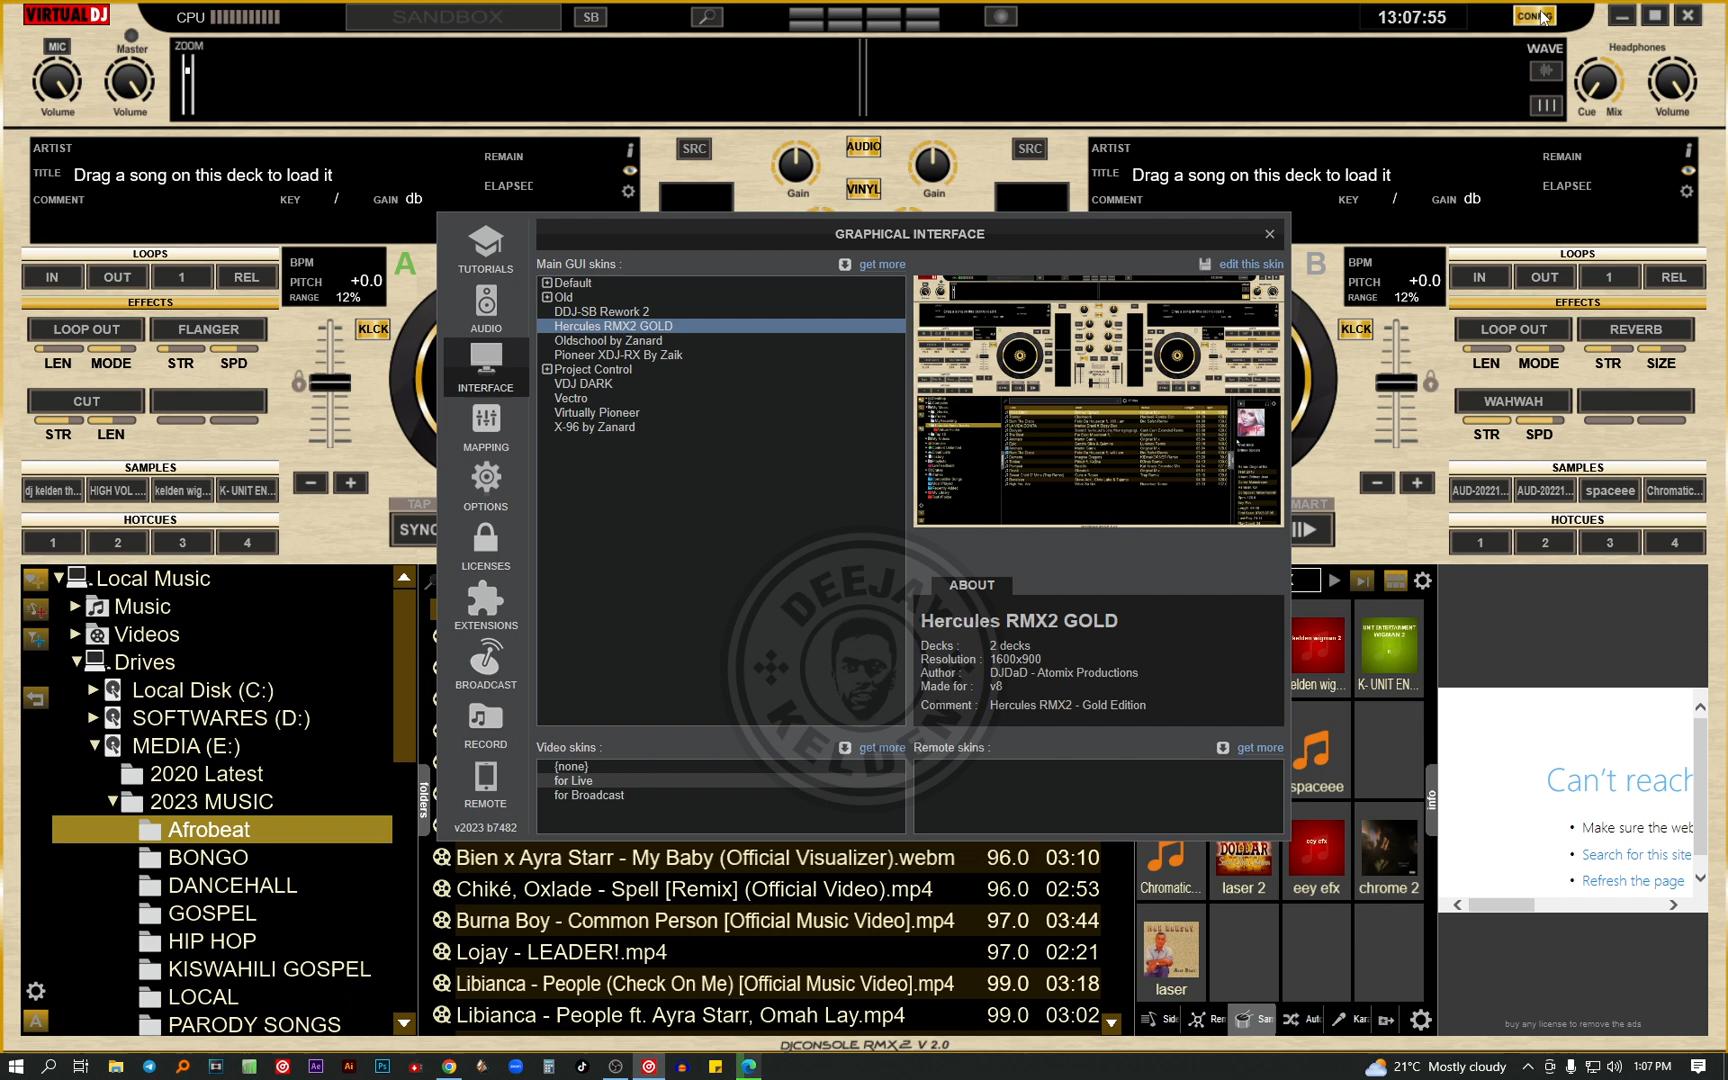 VIRTUAL DJ
CPU
SANDBOX
SB
13:07:55
MIC
Master
Volume
Volume
ZOOM
WAVE
Headphones
Cue Mix
Volume
ARTIST
TITLE Drag a song on this deck to load it
COMMENT
REMAIN
ELAPSED
KEY /
GAIN db
SRC
AUDIO
VINYL
Gain
Gain
SRC
ARTIST
TITLE Drag a song on this deck to load it
COMMENT
REMAIN
ELAPSED
KEY /
GAIN db
LOOPS
IN OUT 1 REL
EFFECTS
LOOP OUT FLANGER
LEN MODE STR SPD
CUT
STR LEN
SAMPLES
dj kelden th... HIGH VOL .... kelden wig... K- UNIT EN...
HOTCUES
1 2 3 4
BPM
PITCH +0.0
RANGE 12%
A
KLCK
TAP
SYNC
GRAPHICAL INTERFACE
TUTORIALS
AUDIO
INTERFACE
MAPPING
OPTIONS
LICENSES
EXTENSIONS
BROADCAST
RECORD
REMOTE
v2023 b7482
Main GUI skins :
get more
edit this skin
Default
Old
DDJ-SB Rework 2
Hercules RMX2 GOLD
Oldschool by Zanard
Pioneer XDJ-RX By Zaik
Project Control
VDJ DARK
Vectro
Virtually Pioneer
X-96 by Zanard
DEEJAY
KELDEN
ABOUT
Hercules RMX2 GOLD
Decks : 2 decks
Resolution : 1600x900
Author : DJDaD - Atomix Productions
Made for : v8
Comment : Hercules RMX2 - Gold Edition
Video skins :
get more
{none}
for Live
for Broadcast
Remote skins :
get more
B
BPM
PITCH +0.0
RANGE 12%
KLCK
LOOPS
IN OUT 1 REL
EFFECTS
LOOP OUT REVERB
LEN MODE STR SIZE
WAHWAH
STR SPD
SAMPLES
AUD-20221... AUD-20221... spaceee Chromatic...
HOTCUES
1 2 3 4
Local Music
Music
Videos
Drives
Local Disk (C:)
SOFTWARES (D:)
MEDIA (E:)
2020 Latest
2023 MUSIC
Afrobeat
BONGO
DANCEHALL
GOSPEL
HIP HOP
KISWAHILI GOSPEL
LOCAL
PARODY SONGS
folders
Bien x Ayra Starr - My Baby (Official Visualizer).webm 96.0 03:10
Chiké, Oxlade - Spell [Remix] (Official Video).mp4 96.0 02:53
Burna Boy - Common Person [Official Music Video].mp4 97.0 03:44
Lojay - LEADER!.mp4 97.0 02:21
Libianca - People (Check On Me) [Official Music Video].mp4 99.0 03:18
Libianca - People ft. Ayra Starr, Omah Lay.mp4 99.0 03:02
kelden wigman 2
elden wig...
K- UNIT EN...
spaceee
Chromatic...
laser 2
eey efx
chrome 2
laser
info
Can't reach
Make sure the web
Search for this site
Refresh the page
buy any license to remove the ads
DJCONSOLE RMX2 V 2.0
21°C Mostly cloudy
1:07 PM